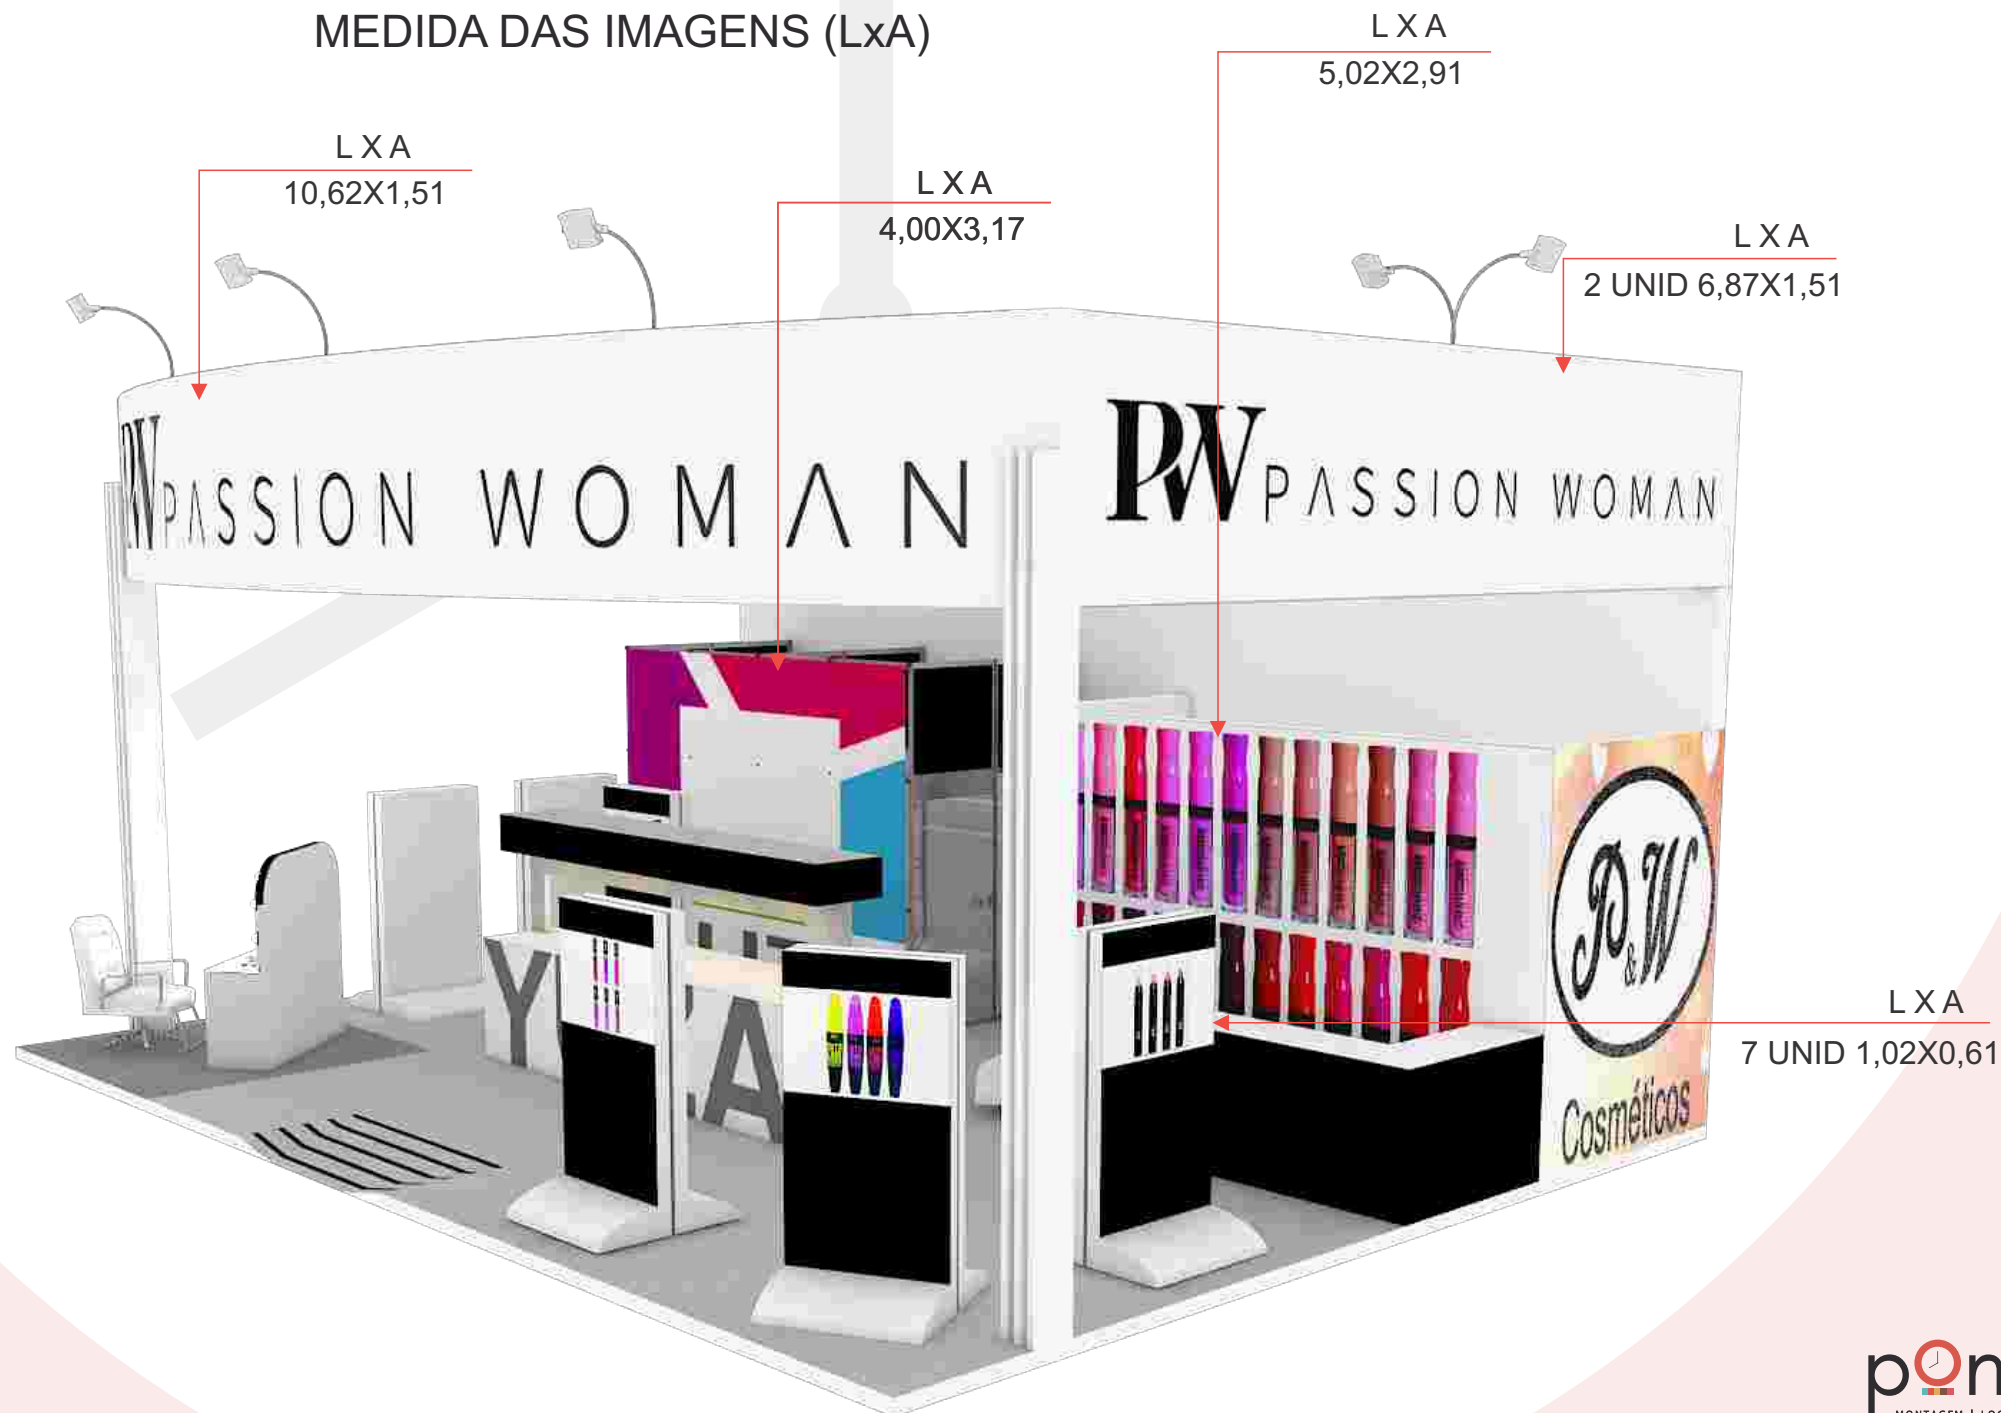 MEDIDA DAS IMAGENS (LxA)
L X A
5,02X2,91
L X A
10,62X1,51
L X A
4,00X3,17
L X A
2 UNID 6,87X1,51
PW PASSION WOMAN
PW PASSION WOMAN
P&W
Cosméticos
L X A
7 UNID 1,02X0,61